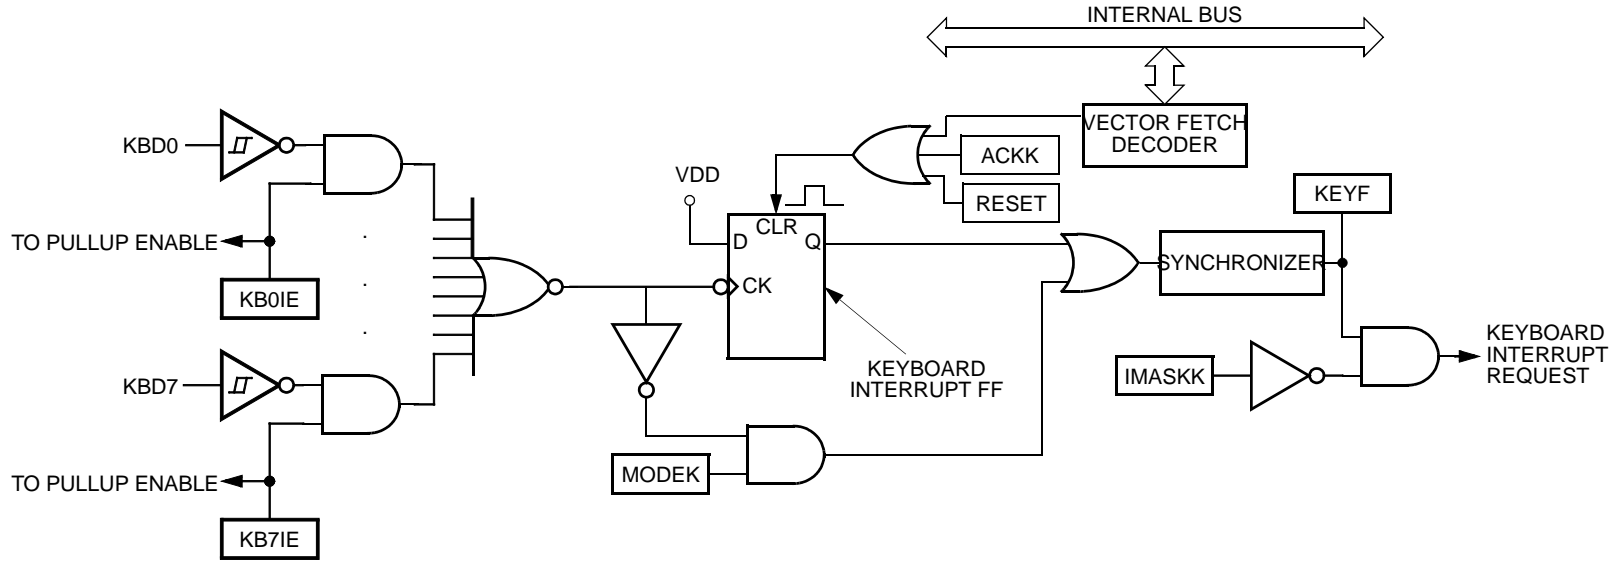 INTERNAL BUS
VECTOR FETCH
DECODER
KBD0
ACKK
VDD
RESET
KEYF
CLR
TO PULLUP ENABLE
D
Q
SYNCHRONIZER
CK
KB0IE
KEYBOARD
INTERRUPT
REQUEST
KEYBOARD
INTERRUPT FF
IMASKK
KBD7
MODEK
TO PULLUP ENABLE
KB7IE